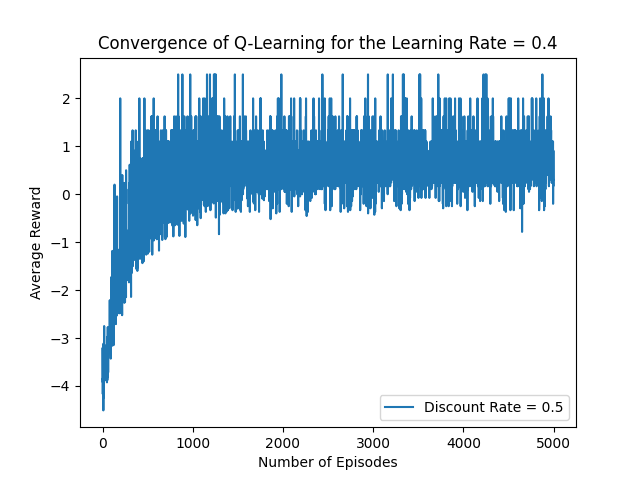 Convergence of Q-Learning for the Learning Rate = 0.4
2
1
0
−1
−2
−3
−4
Average Reward
Discount Rate = 0.5
0 1000 2000 3000 4000 5000
Number of Episodes